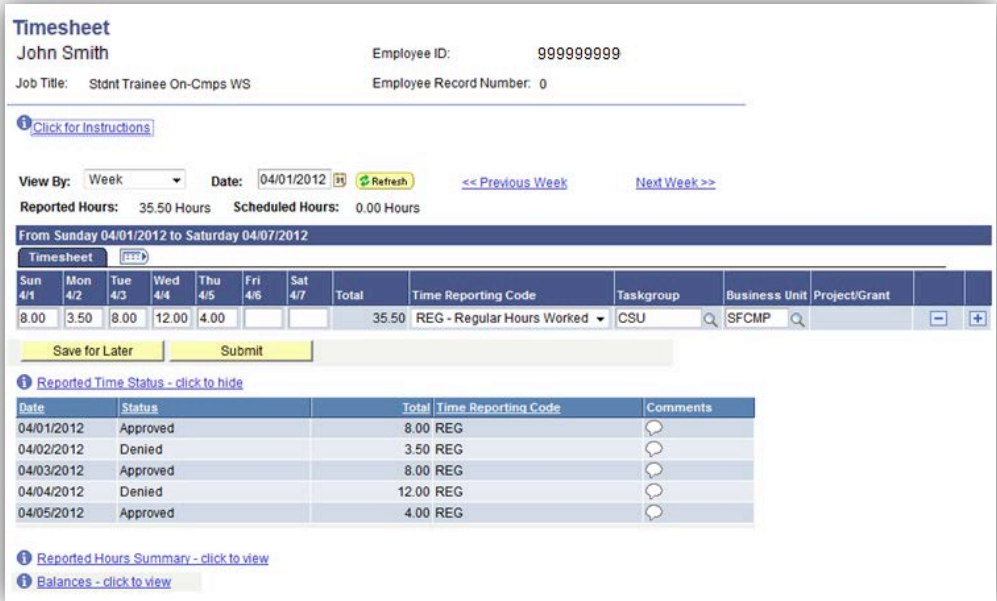 Timesheet
John Smith Employee ID: 999999999
Job Title: Stdnt Trainee On-Cmps WS Employee Record Number: 0
Click for Instructions
View By: Week Date: 04/01/2012 31 Refresh << Previous Week Next Week >>
Reported Hours: 35.50 Hours Scheduled Hours: 0.00 Hours
From Sunday 04/01/2012 to Saturday 04/07/2012
Timesheet
Sun Mon Tue Wed Thu Fri Sat
4/1 4/2 4/3 4/4 4/5 4/6 4/7 Total Time Reporting Code Taskgroup Business Unit Project/Grant
8.00 3.50 8.00 12.00 4.00 35.50 REG - Regular Hours Worked CSU SFCMP
Save for Later Submit
Reported Time Status - click to hide
Date Status Total Time Reporting Code Comments
04/01/2012 Approved 8.00 REG
04/02/2012 Denied 3.50 REG
04/03/2012 Approved 8.00 REG
04/04/2012 Denied 12.00 REG
04/05/2012 Approved 4.00 REG
Reported Hours Summary - click to view
Balances - click to view